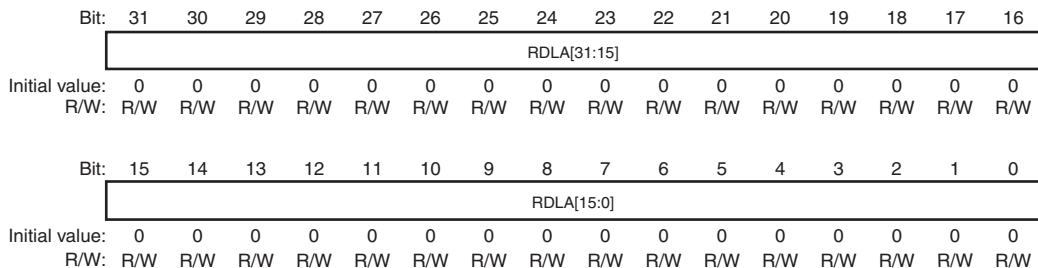 Bit: 31 30 29 28 27 26 25 24 23 22 21 20 19 18 17 16
RDLA[31:15]
Initial value: 0 0 0 0 0 0 0 0 0 0 0 0 0 0 0 0
R/W: R/W R/W R/W R/W R/W R/W R/W R/W R/W R/W R/W R/W R/W R/W R/W R/W
Bit: 15 14 13 12 11 10 9 8 7 6 5 4 3 2 1 0
RDLA[15:0]
Initial value: 0 0 0 0 0 0 0 0 0 0 0 0 0 0 0 0
R/W: R/W R/W R/W R/W R/W R/W R/W R/W R/W R/W R/W R/W R/W R/W R/W R/W